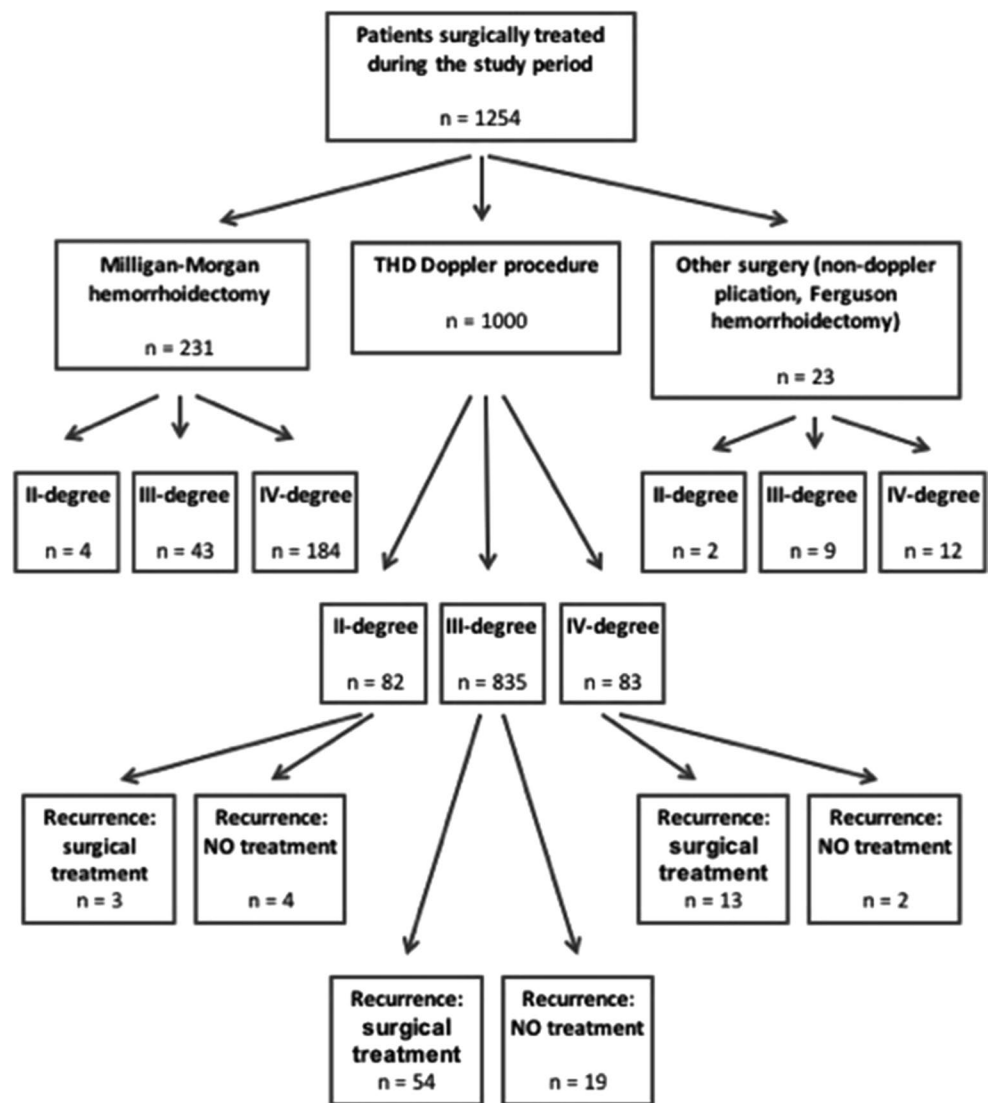 Patients surgically treated
during the study period
n = 1254
Milligan-Morgan
hemorrhoidectomy
n = 231
THD Doppler procedure
n = 1000
Other surgery (non-doppler
plication, Ferguson
hemorrhoidectomy)
n = 23
II-degree
n = 4
III-degree
n = 43
IV-degree
n = 184
II-degree
n = 2
III-degree
n = 9
IV-degree
n = 12
II-degree
n = 82
III-degree
n = 835
IV-degree
n = 83
Recurrence:
surgical
treatment
n = 3
Recurrence:
NO treatment
n = 4
Recurrence:
surgical
treatment
n = 13
Recurrence:
NO treatment
n = 2
Recurrence:
surgical
treatment
n = 54
Recurrence:
NO treatment
n = 19